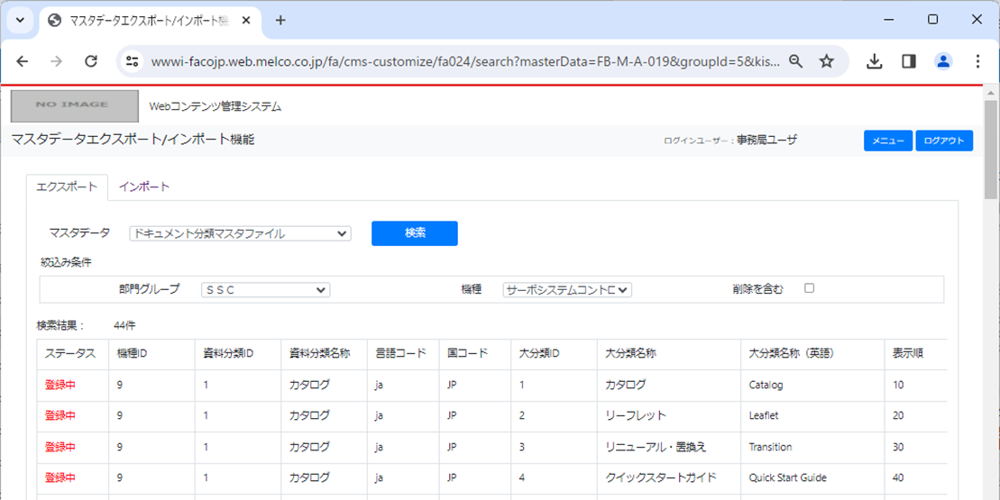 マスタデータエクスポート/インポート機
wwwi-facojp.web.melco.co.jp/fa/cms-customize/fa024/search?masterData=FB-M-A-019&groupId=5&kis...
NO IMAGE Webコンテンツ管理システム
マスタデータエクスポート/インポート機能 ログインユーザー：事務局ユーザ メニュー ログアウト
エクスポート インポート
マスタデータ ドキュメント分類マスタファイル 検索
絞込み条件
部門グループ ＳＳＣ 機種 サーボシステムコントロ 削除を含む
検索結果： 44件
ステータス 機種ID 資料分類ID 資料分類名称 言語コード 国コード 大分類ID 大分類名称 大分類名称（英語） 表示順
登録中 9 1 カタログ ja JP 1 カタログ Catalog 10
登録中 9 1 カタログ ja JP 2 リーフレット Leaflet 20
登録中 9 1 カタログ ja JP 3 リニューアル・置換え Transition 30
登録中 9 1 カタログ ja JP 4 クイックスタートガイド Quick Start Guide 40